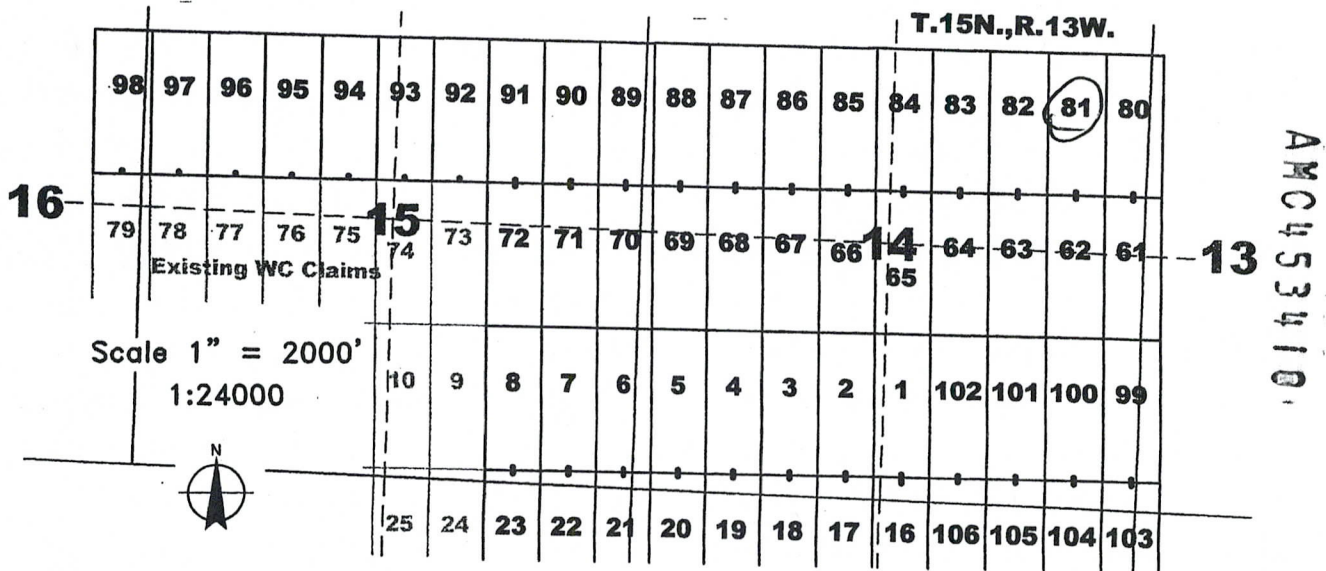 T.15N.,R.13W.
98 97 96 95 94 93 92 91 90 89 88 87 86 85 84 83 82 81 80
16 15 14 13
79 78 77 76 75 74 73 72 71 70 69 68 67 66 65 64 63 62 61
Existing WC Claims
Scale 1” = 2000’
1:24000
10 9 8 7 6 5 4 3 2 1 102 101 100 99
N
25 24 23 22 21 20 19 18 17 16 106 105 104 103
AMC453410